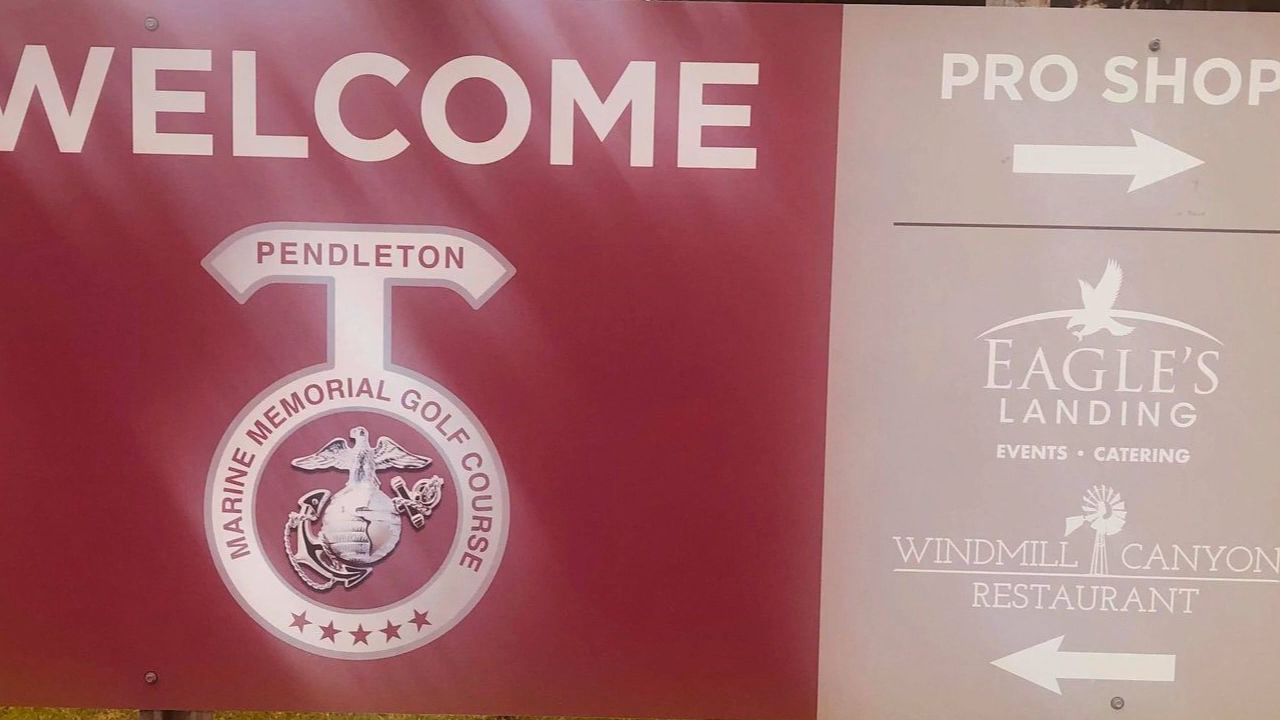 WELCOME
PENDLETON
MARINE MEMORIAL GOLF COURSE
PRO SHOP
EAGLE'S
LANDING
EVENTS • CATERING
WINDMILL CANYON
RESTAURANT